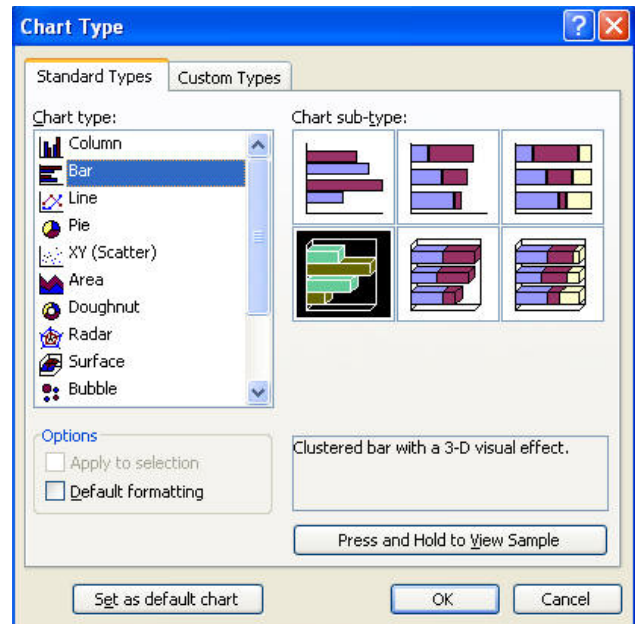 Chart Type
Standard Types
Custom Types
Chart type:
Column
Bar
Line
Pie
XY (Scatter)
Area
Doughnut
Radar
Surface
Bubble
Chart sub-type:
Options
Apply to selection
Default formatting
Clustered bar with a 3-D visual effect.
Press and Hold to View Sample
Set as default chart
OK
Cancel